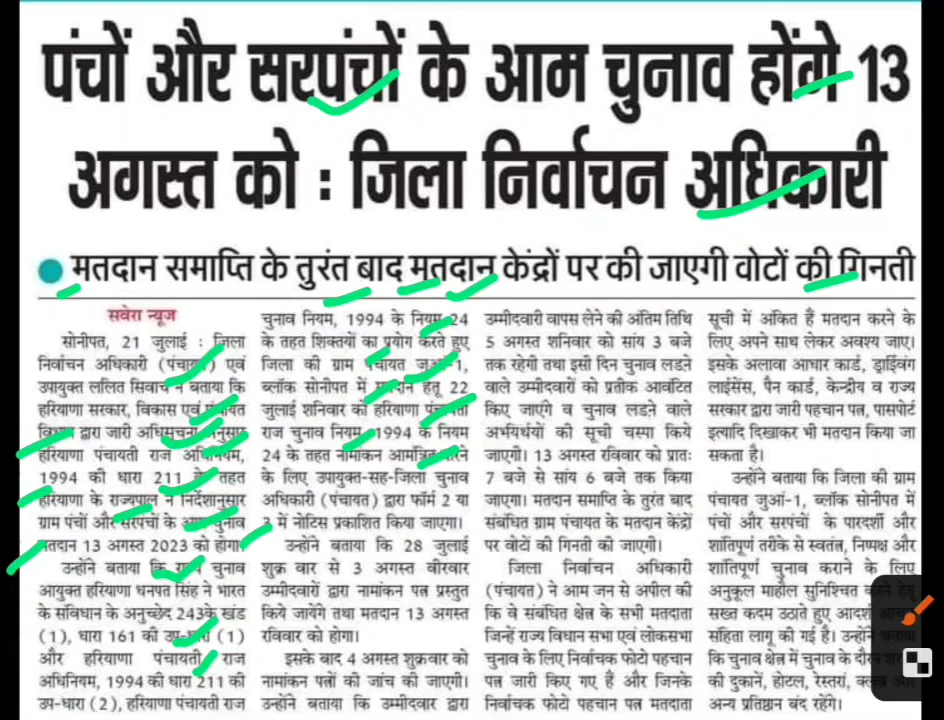 पंचों और सरपंचों के आम चुनाव होंगे 13
अगस्त को : जिला निर्वाचन अधिकारी
मतदान समाप्ति के तुरंत बाद मतदान केंद्रों पर की जाएगी वोटों की गिनती
सवेरा न्यूज
सोनीपत, 21 जुलाई : जिला
निर्वाचन अधिकारी (पंचायत) एवं
उपायुक्त ललित सिवाच ने बताया कि
हरियाणा सरकार, विकास एवं पंचायत
विभाग द्वारा जारी अधिसूचना अनुसार
हरियाणा पंचायती राज अधिनियम,
1994 की धारा 211 के तहत
हरियाणा के राज्यपाल ने निर्देशानुसार
ग्राम पंचों और सरपंचों के आम चुनाव
मतदान 13 अगस्त 2023 को होगा।
उन्होंने बताया कि राज्य चुनाव
आयुक्त हरियाणा धनपत सिंह ने भारत
के संविधान के अनुच्छेद 243के खंड
(1), धारा 161 की उप-धारा (1)
और हरियाणा पंचायती राज
अधिनियम, 1994 की धारा 211 की
उप-धारा (2), हरियाणा पंचायती राज
चुनाव नियम, 1994 के नियम 24
के तहत शिक्तयों का प्रयोग करते हुए
जिला की ग्राम पंचायत जुआं-1,
ब्लॉक सोनीपत में मतदान हेतू 22
जुलाई शनिवार को हरियाणा पंचायती
राज चुनाव नियम, 1994 के नियम
24 के तहत नामांकन आमंत्रित करने
के लिए उपायुक्त-सह-जिला चुनाव
अधिकारी (पंचायत) द्वारा फॉर्म 2 या
3 में नोटिस प्रकाशित किया जाएगा।
उन्होंने बताया कि 28 जुलाई
शुक्र वार से 3 अगस्त वीरवार
उम्मीदवारों द्वारा नामांकन पत्र प्रस्तुत
किये जायेंगे तथा मतदान 13 अगस्त
रविवार को होगा।
इसके बाद 4 अगस्त शुक्रवार को
नामांकन पत्रों की जांच की जाएगी।
उन्होंने बताया कि उम्मीदवार द्वारा
उम्मीदवारी वापस लेने की अंतिम तिथि
5 अगस्त शनिवार को सांय 3 बजे
तक रहेगी तथा इसी दिन चुनाव लडने
वाले उम्मीदवारों को प्रतीक आवंटित
किए जाएंगे व चुनाव लडने वाले
अभ्यिर्थयों की सूची चस्पा किये
जाएगी। 13 अगस्त रविवार को प्रातः
7 बजे से सांय 6 बजे तक किया
जाएगा। मतदान समाप्ति के तुरंत बाद
संबंधित ग्राम पंचायत के मतदान केंद्रों
पर वोटों की गिनती की जाएगी।
जिला निर्वाचन अधिकारी
(पंचायत) ने आम जन से अपील की
कि वे संबंधित क्षेत्र के सभी मतदाता
जिन्हें राज्य विधान सभा एवं लोकसभा
चुनाव के लिए निर्वाचक फोटो पहचान
पत्र जारी किए गए हैं और जिनके
निर्वाचक फोटो पहचान पत्र मतदाता
सूची में अंकित हैं मतदान करने के
लिए अपने साथ लेकर अवश्य जाए।
इसके अलावा आधार कार्ड, ड्राईविंग
लाईसेंस, पैन कार्ड, केन्द्रीय व राज्य
सरकार द्वारा जारी पहचान पत्र, पासपोर्ट
इत्यादि दिखाकर भी मतदान किया जा
सकता है।
उन्होंने बताया कि जिला की ग्राम
पंचायत जुआं-1, ब्लॉक सोनीपत में
पंचों और सरपंचों के पारदर्शी और
शांतिपूर्ण तरीके से स्वतंत्र, निष्पक्ष और
शांतिपूर्ण चुनाव कराने के लिए
अनुकूल माहौल सुनिश्चित करने हेतु
सख्त कदम उठाते हुए आदर्श
संहिता लागू की गई है। उन्होंने बताया
कि चुनाव क्षेत्र में चुनाव के दौरान
की दुकानें, होटल, रेस्तरां, और
अन्य प्रतिष्ठान बंद रहेंगे।